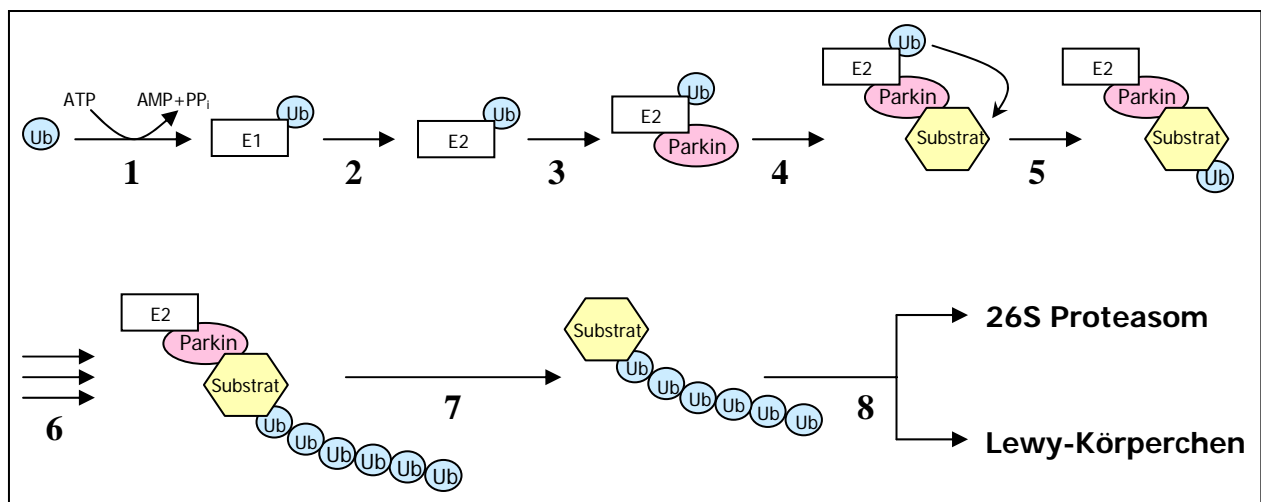 Ub
ATP
AMP+PPi
1
E1
Ub
2
E2
Ub
3
E2
Ub
Parkin
4
E2
Ub
Parkin
Substrat
5
E2
Parkin
Substrat
Ub
6
E2
Parkin
Substrat
Ub
Ub
Ub
Ub
Ub
Ub
7
Substrat
Ub
Ub
Ub
Ub
Ub
Ub
8
26S Proteasom
Lewy-Körperchen